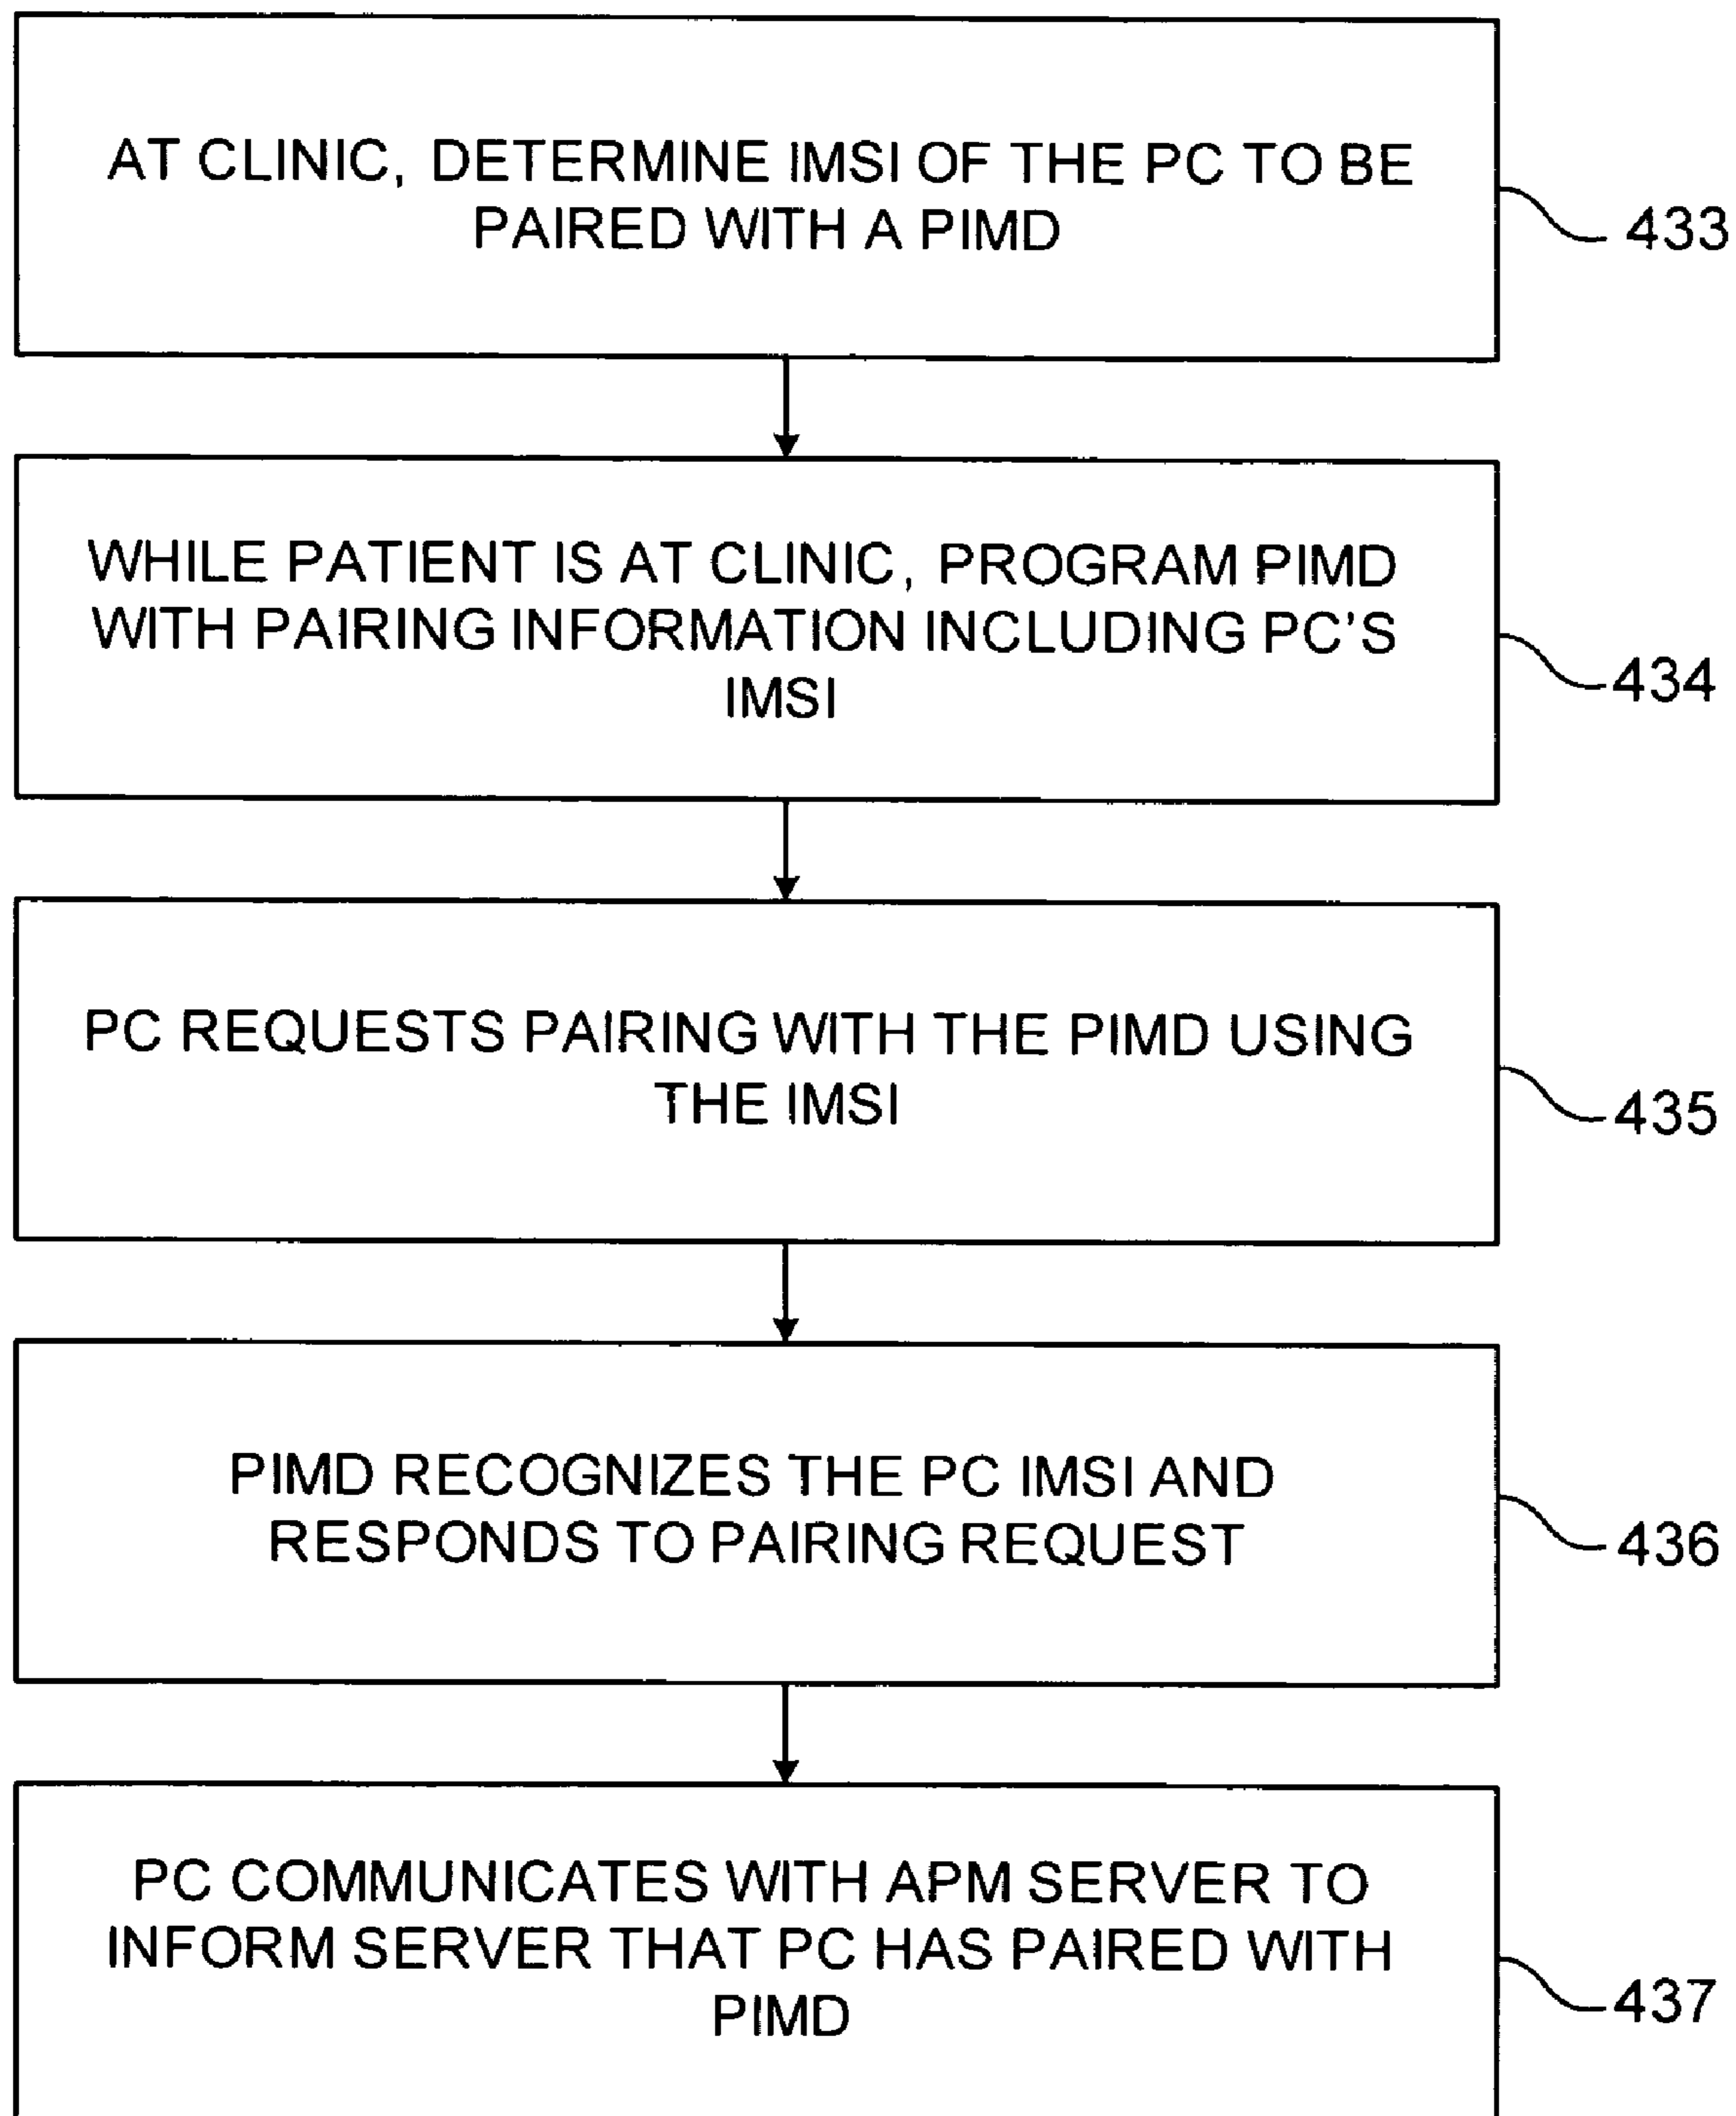 AT CLINIC, DETERMINE IMSI OF THE PC TO BE
PAIRED WITH A PIMD
433
WHILE PATIENT IS AT CLINIC, PROGRAM PIMD
WITH PAIRING INFORMATION INCLUDING PC'S
IMSI
434
PC REQUESTS PAIRING WITH THE PIMD USING
THE IMSI
435
PIMD RECOGNIZES THE PC IMSI AND
RESPONDS TO PAIRING REQUEST
436
PC COMMUNICATES WITH APM SERVER TO
INFORM SERVER THAT PC HAS PAIRED WITH
PIMD
437